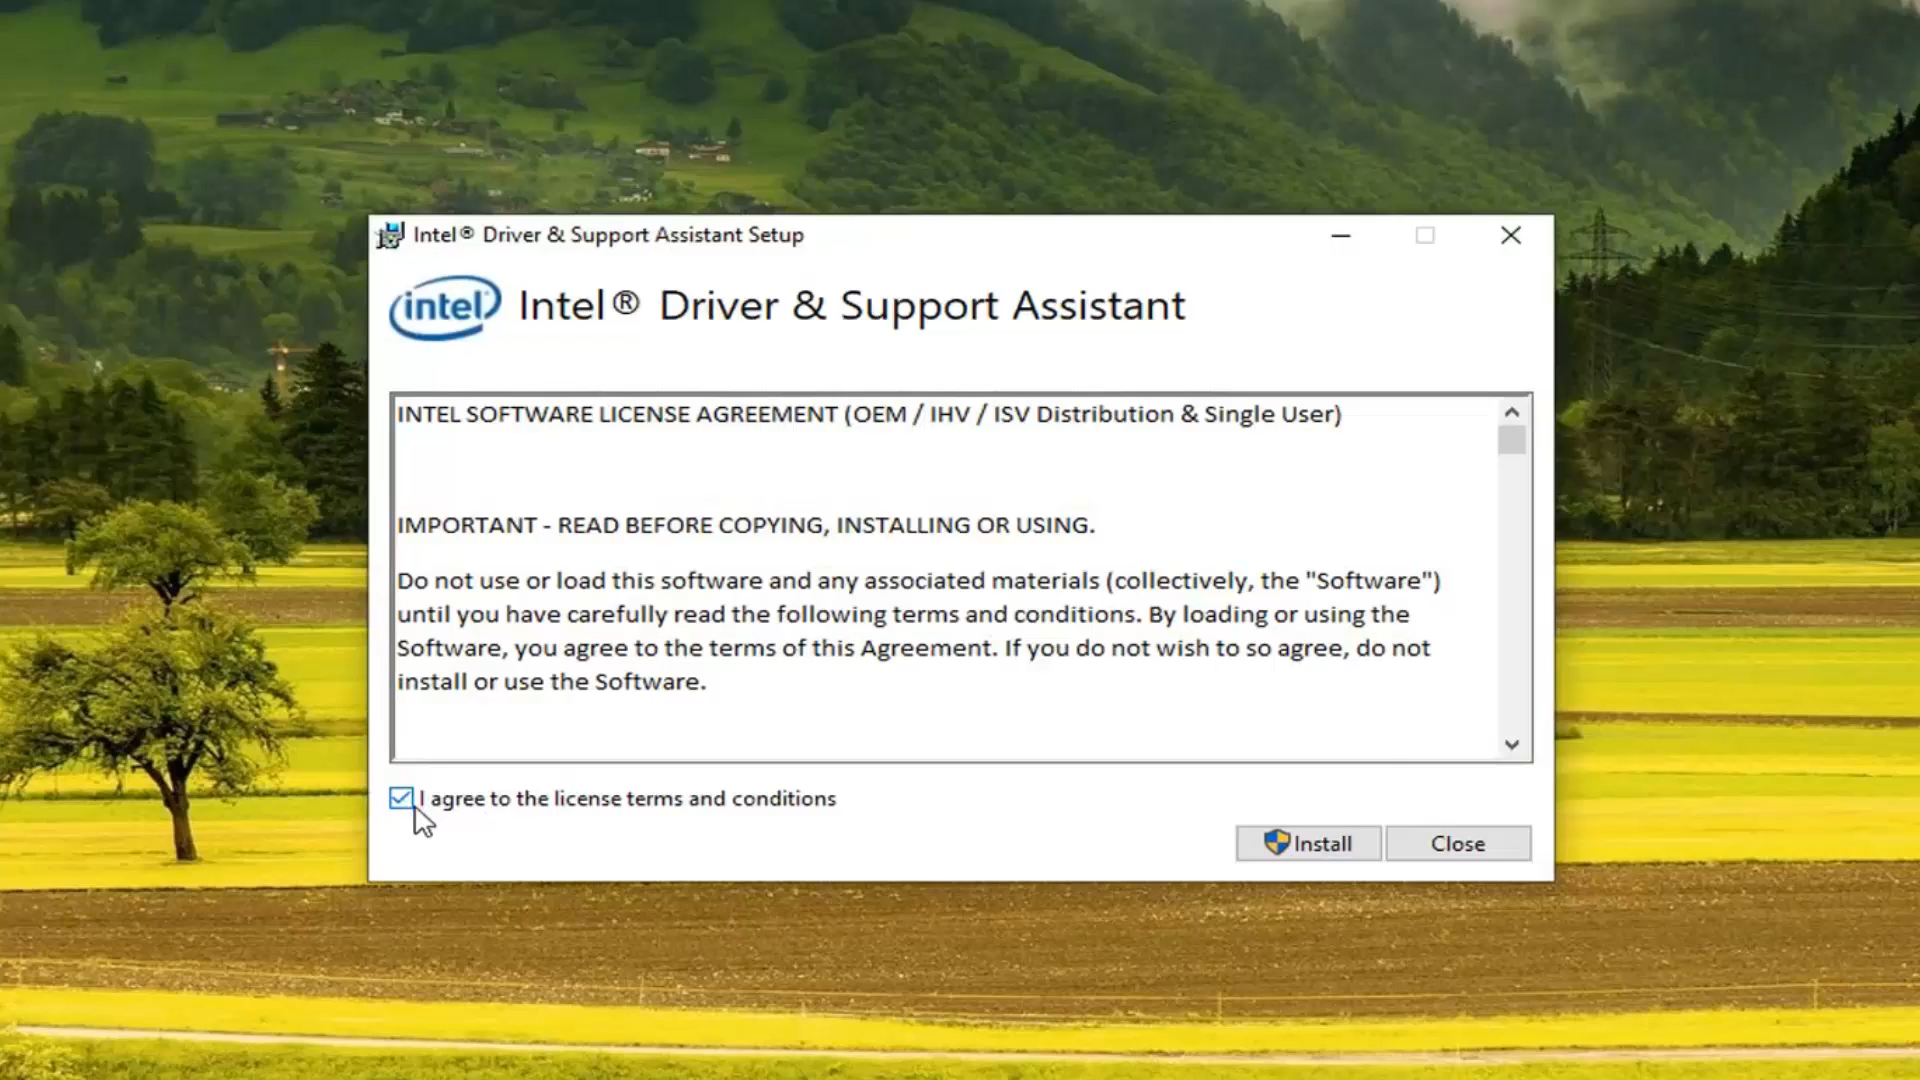 Intel® Driver & Support Assistant Setup
intel
Intel® Driver & Support Assistant
INTEL SOFTWARE LICENSE AGREEMENT (OEM / IHV / ISV Distribution & Single User)
IMPORTANT - READ BEFORE COPYING, INSTALLING OR USING.
Do not use or load this software and any associated materials (collectively, the "Software")
until you have carefully read the following terms and conditions. By loading or using the
Software, you agree to the terms of this Agreement. If you do not wish to so agree, do not
install or use the Software.
I agree to the license terms and conditions
Install
Close